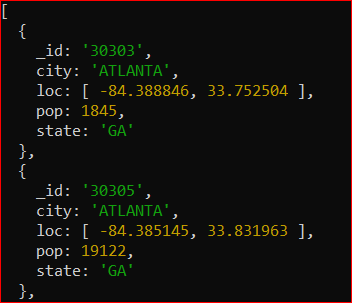 [
  {
    _id: '30303',
    city: 'ATLANTA',
    loc: [ -84.388846, 33.752504 ],
    pop: 1845,
    state: 'GA'
  },
  {
    _id: '30305',
    city: 'ATLANTA',
    loc: [ -84.385145, 33.831963 ],
    pop: 19122,
    state: 'GA'
  },